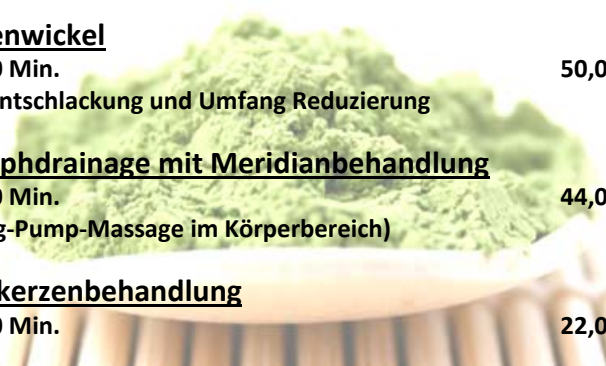 enwickel
0 Min. 50,0
ntschlackung und Umfang Reduzierung
phdrainage mit Meridianbehandlung
0 Min. 44,0
g-Pump-Massage im Körperbereich)
kerzenbehandlung
0 Min. 22,0